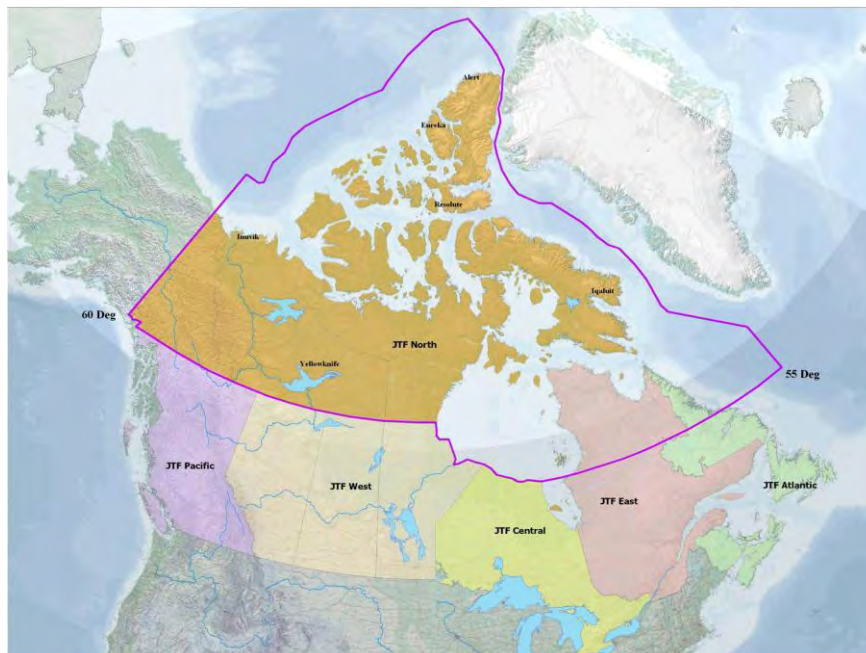 Alert
Eureka
Resolute
Inuvik
Iqaluit
60 Deg
JTF North
Yellowknife
55 Deg
JTF Pacific
JTF West
JTF East
JTF Atlantic
JTF Central